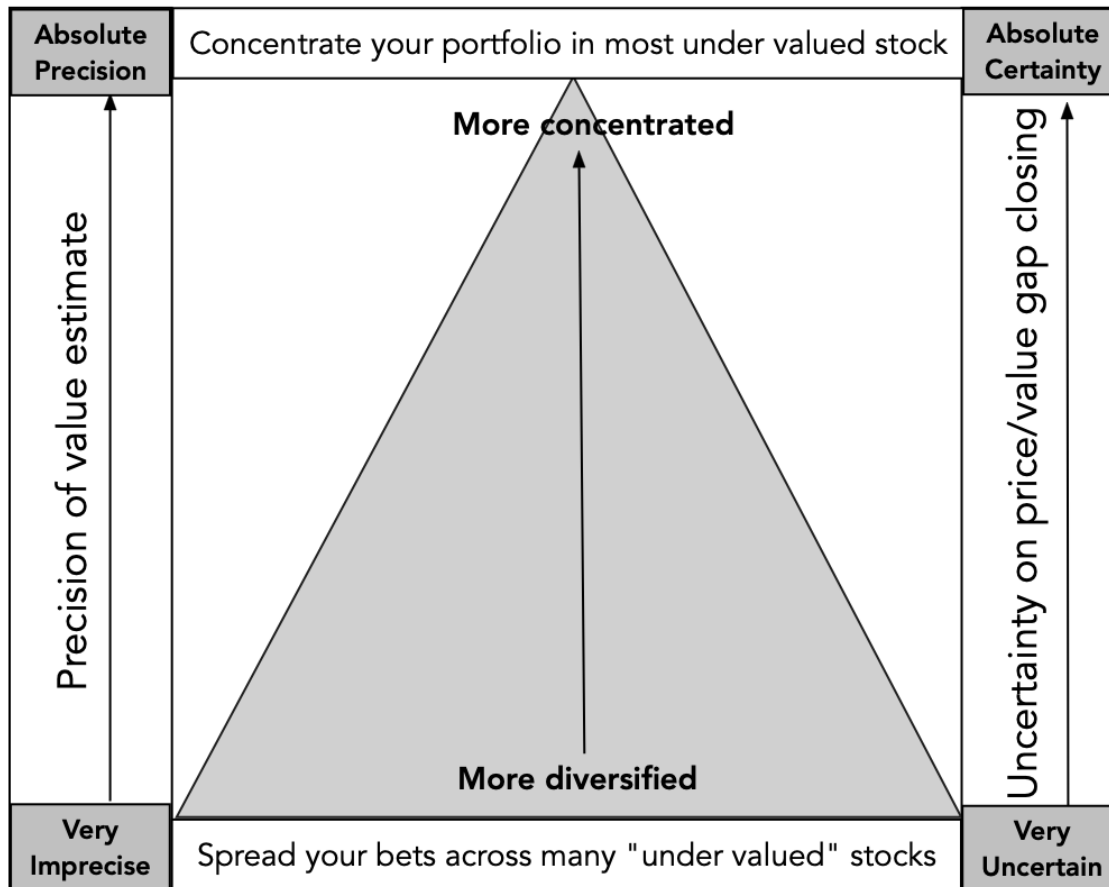 Absolute
Precision
Concentrate your portfolio in most under valued stock
Absolute
Certainty
More concentrated
Precision of value estimate
Uncertainty on price/value gap closing
More diversified
Very
Imprecise
Spread your bets across many "under valued" stocks
Very
Uncertain